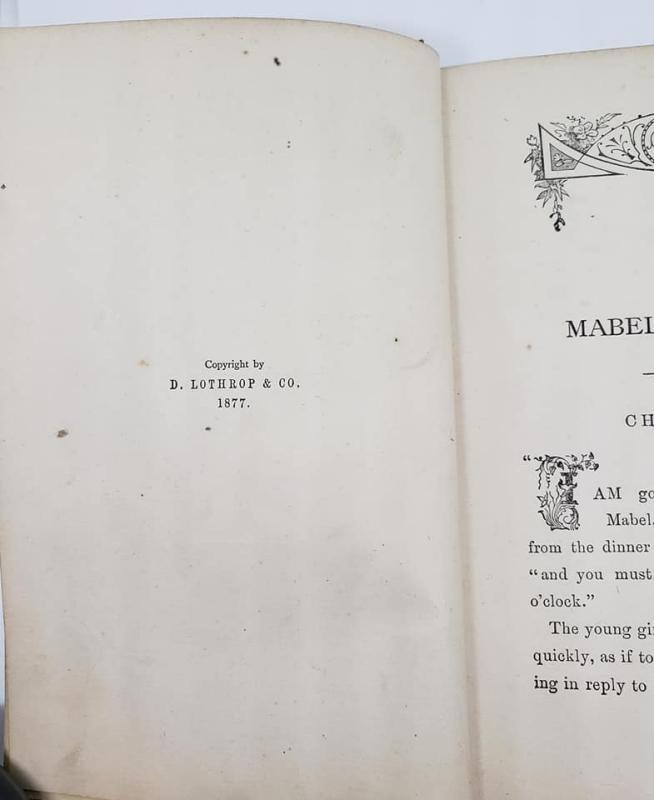 Copyright by
D. LOTHROP & CO.
1877.
MABEL
CH
"I AM go
Mabel.
from the dinner
"and you must
o'clock."
The young gi
quickly, as if to
ing in reply to